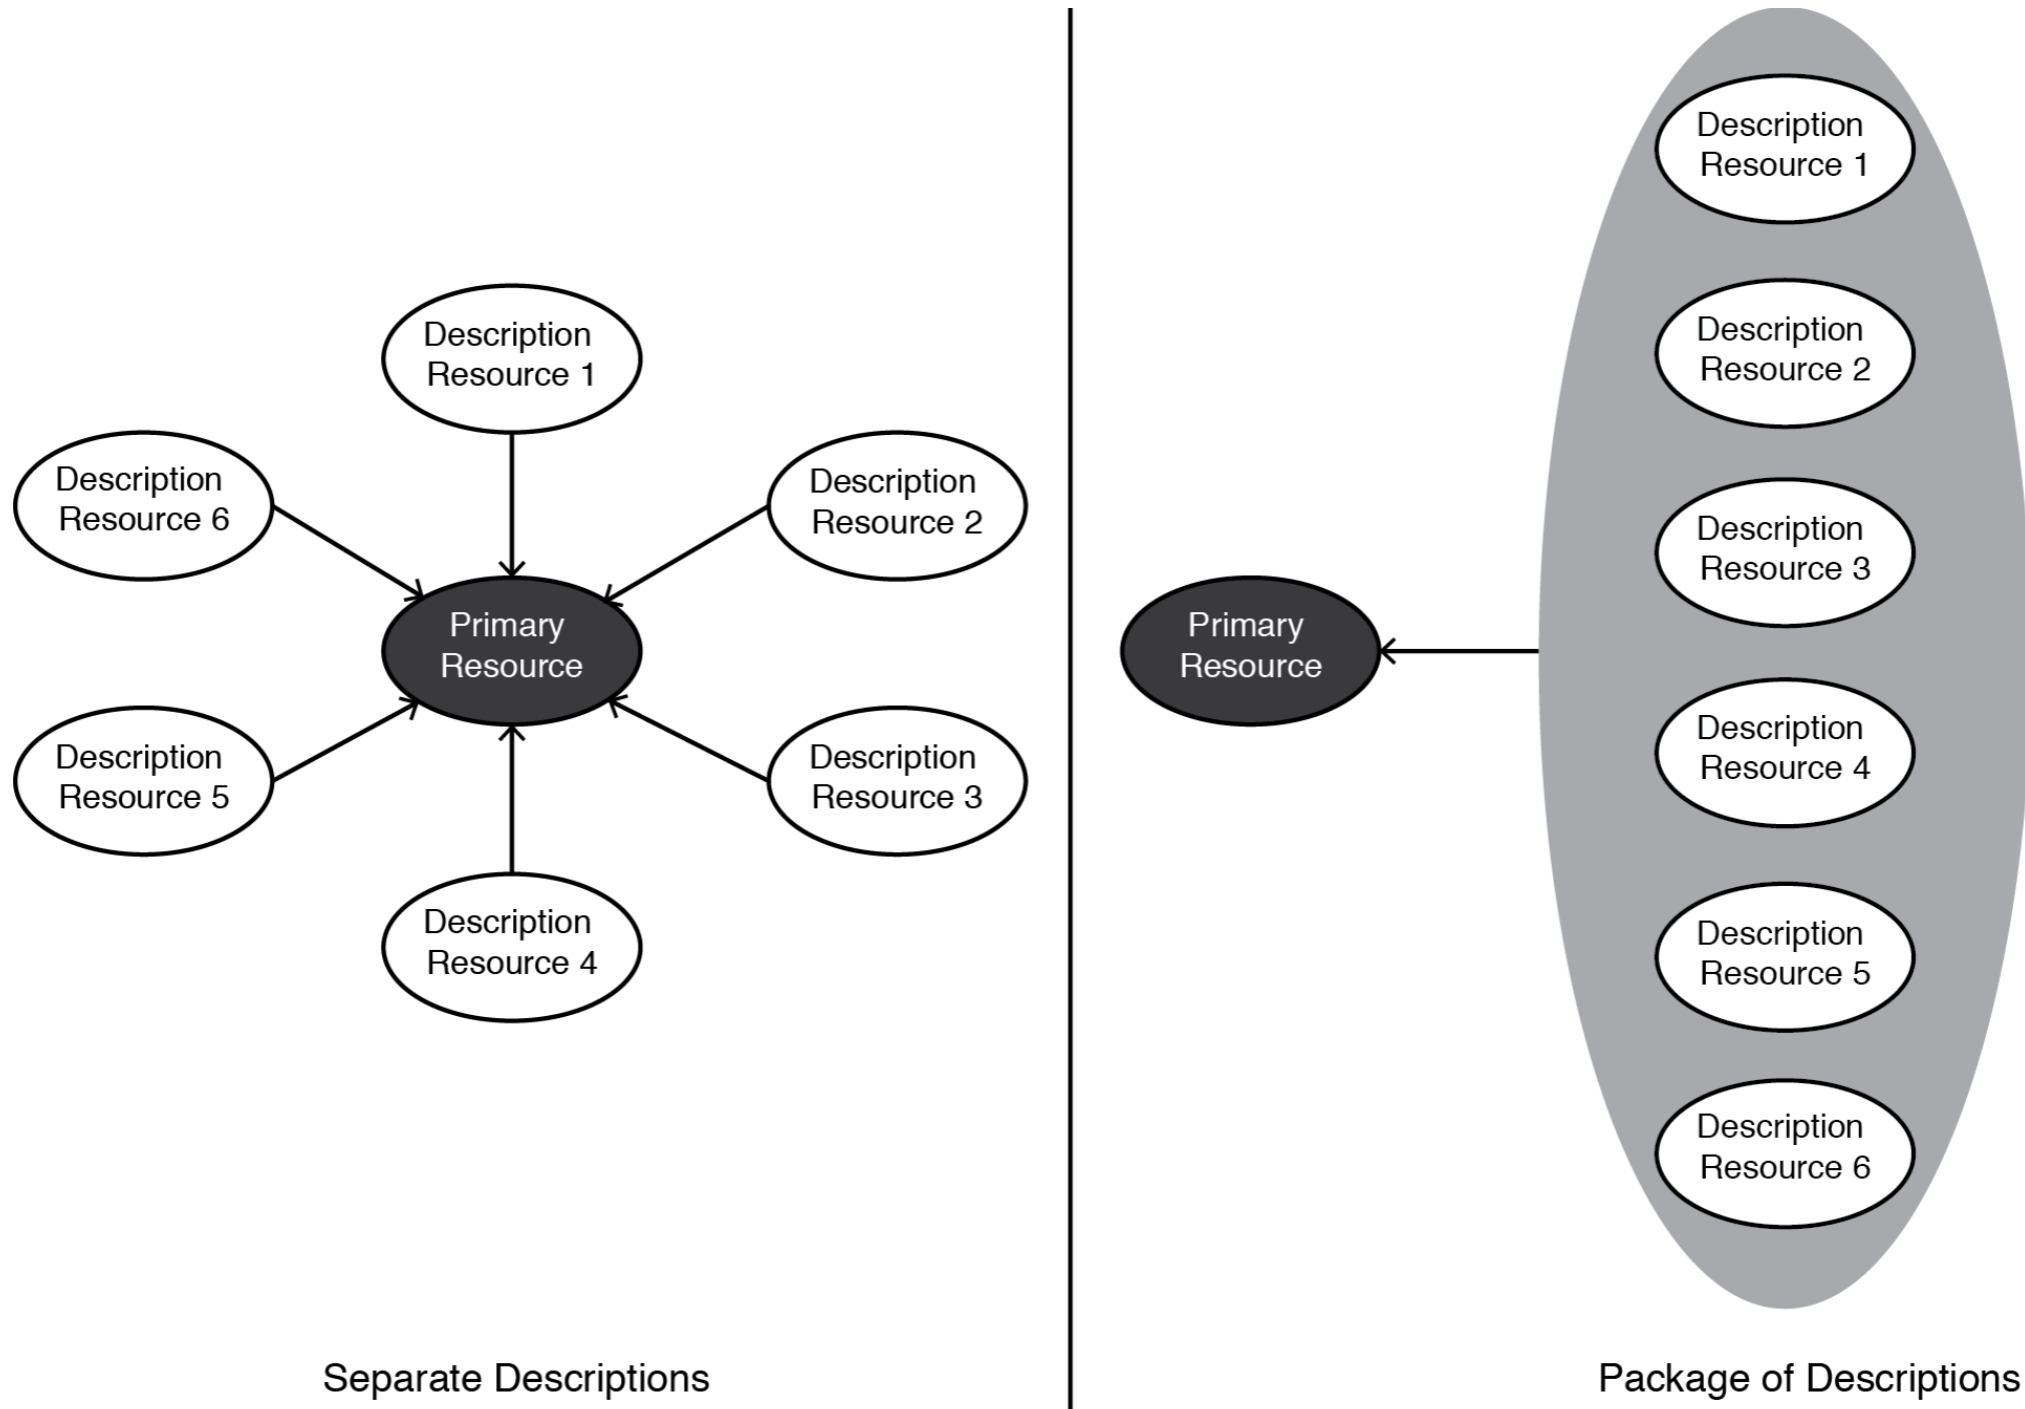 Description
Resource 1
Description
Resource 6
Description
Resource 2
Primary
Resource
Description
Resource 5
Description
Resource 3
Description
Resource 4
Separate Descriptions
Description
Resource 1
Description
Resource 2
Description
Resource 3
Primary
Resource
Description
Resource 4
Description
Resource 5
Description
Resource 6
Package of Descriptions